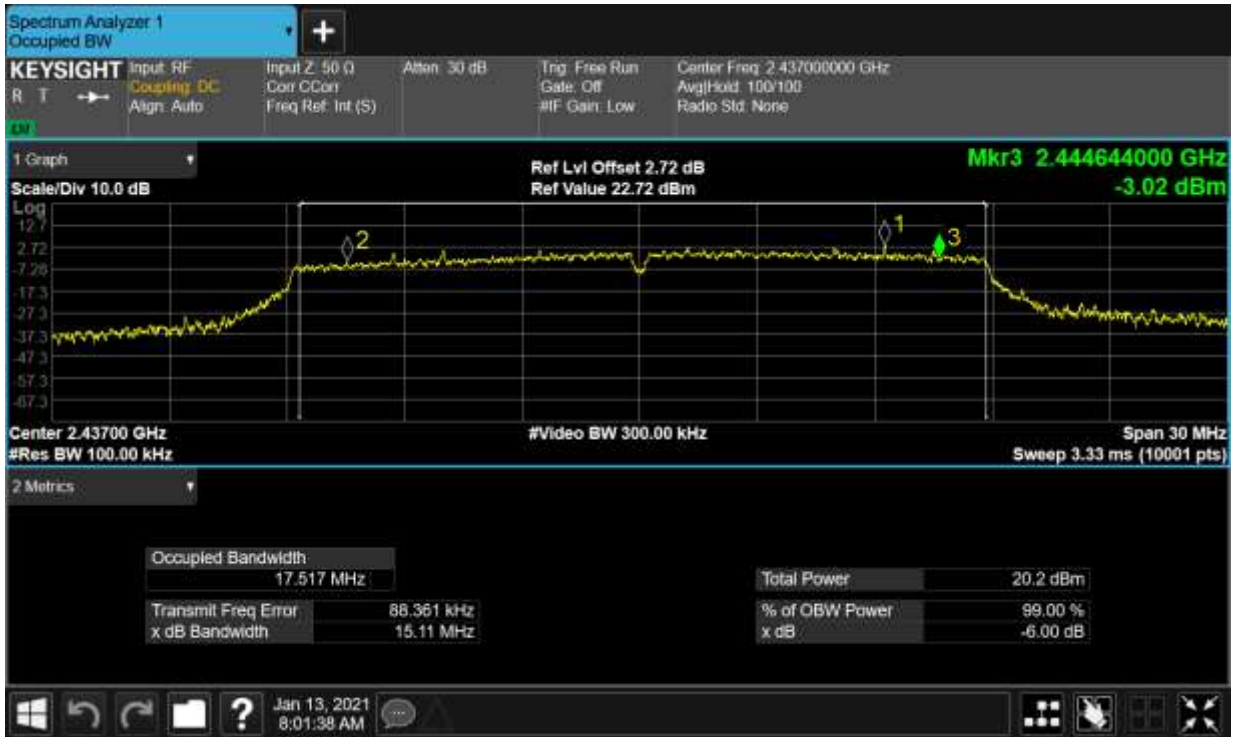 Spectrum Analyzer 1
Occupied BW
+
KEYSIGHT
R T
Input: RF
Coupling: DC
Align: Auto
Input Z: 50 Ω
Corr CCorr
Freq Ref: Int (S)
Atten: 30 dB
Trig: Free Run
Gate: Off
#IF Gain: Low
Center Freq: 2.437000000 GHz
Avg|Hold: 100/100
Radio Std: None
1 Graph
Ref Lvl Offset 2.72 dB
Mkr3 2.444644000 GHz
Scale/Div 10.0 dB
Ref Value 22.72 dBm
-3.02 dBm
Log
12.7
2.72
-7.28
-17.3
-27.3
-37.3
-47.3
-57.3
-67.3
2
1
3
Center 2.43700 GHz
#Video BW 300.00 kHz
Span 30 MHz
#Res BW 100.00 kHz
Sweep 3.33 ms (10001 pts)
2 Metrics
Occupied Bandwidth
17.517 MHz
Total Power 20.2 dBm
Transmit Freq Error 88.361 kHz
% of OBW Power 99.00 %
x dB Bandwidth 15.11 MHz
x dB -6.00 dB
?
Jan 13, 2021
8:01:38 AM